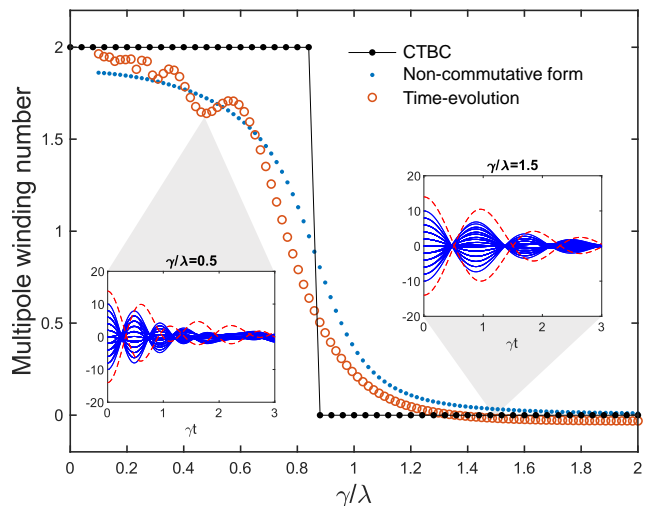 2
1.5
1
0.5
0
Multipole winding number
CTBC
Non-commutative form
Time-evolution
γ/λ=1.5
20
10
0
-10
-20
0 1 2 3
γt
γ/λ=0.5
20
10
0
-10
-20
0 1 2 3
γt
0 0.2 0.4 0.6 0.8 1 1.2 1.4 1.6 1.8 2
γ/λ